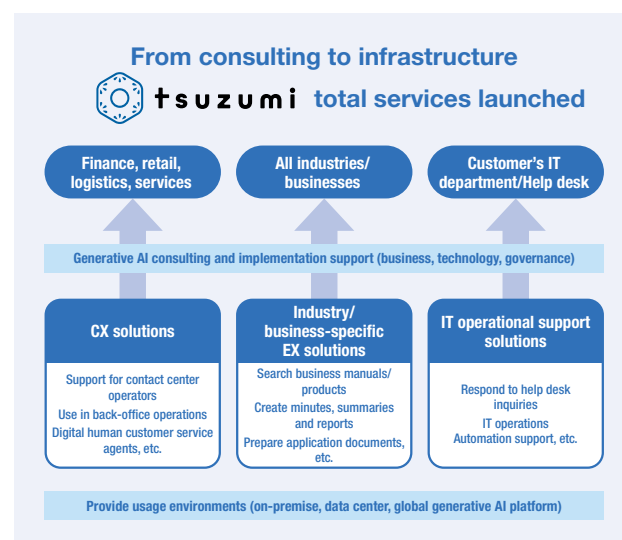 From consulting to infrastructure
tsuzumi total services launched
Finance, retail,
logistics, services
All industries/
businesses
Customer's IT
department/Help desk
Generative AI consulting and implementation support (business, technology, governance)
CX solutions
Support for contact center
operators
Use in back-office operations
Digital human customer service
agents, etc.
Industry/
business-specific
EX solutions
Search business manuals/
products
Create minutes, summaries
and reports
Prepare application documents,
etc.
IT operational support
solutions
Respond to help desk
inquiries
IT operations
Automation support, etc.
Provide usage environments (on-premise, data center, global generative AI platform)